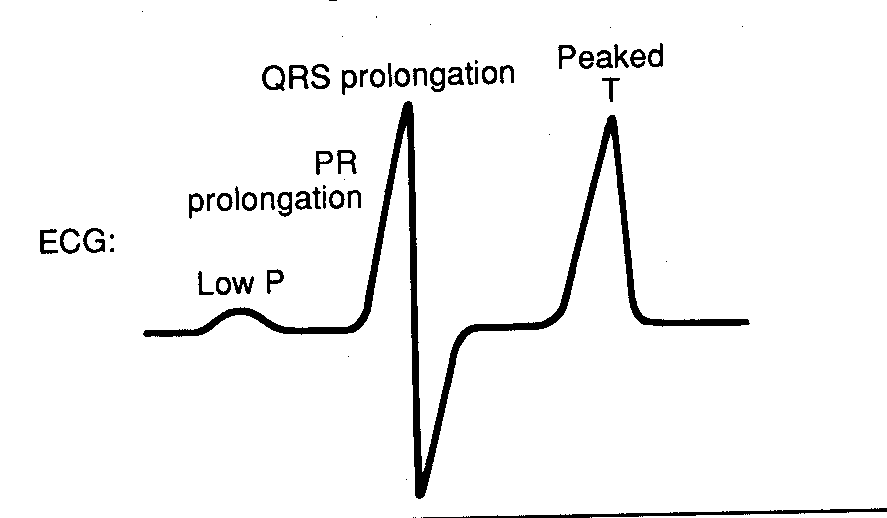 QRS prolongation
Peaked
T
PR
prolongation
ECG:
Low P